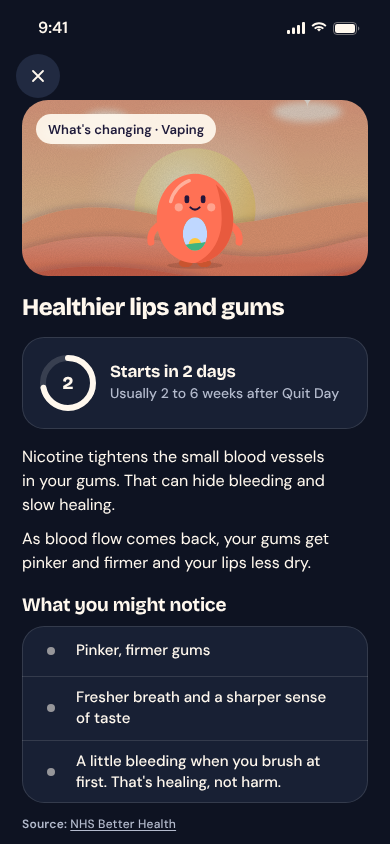 9:41
What's changing · Vaping
Healthier lips and gums
2
Starts in 2 days
Usually 2 to 6 weeks after Quit Day
Nicotine tightens the small blood vessels
in your gums. That can hide bleeding and
slow healing.
As blood flow comes back, your gums get
pinker and firmer and your lips less dry.
What you might notice
Pinker, firmer gums
Fresher breath and a sharper sense
of taste
A little bleeding when you brush at
first. That's healing, not harm.
Source: NHS Better Health